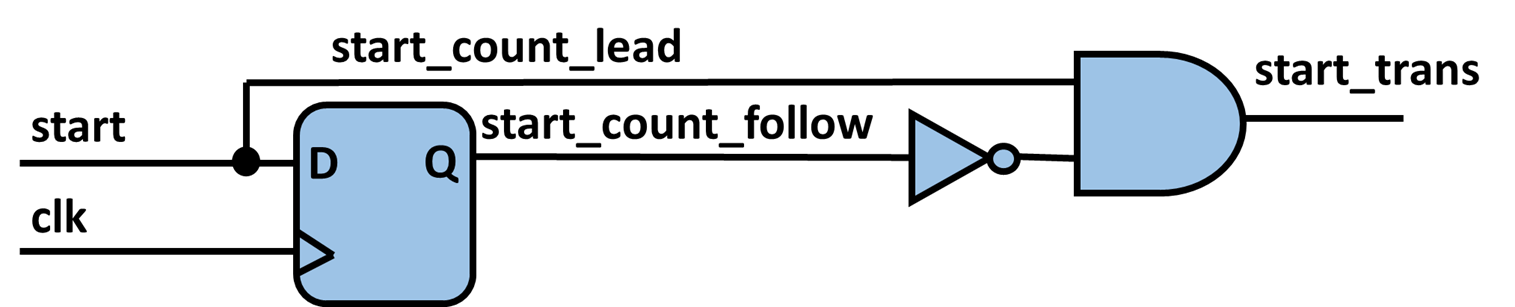 start_count_lead
start_trans
start
start_count_follow
D
Q
clk